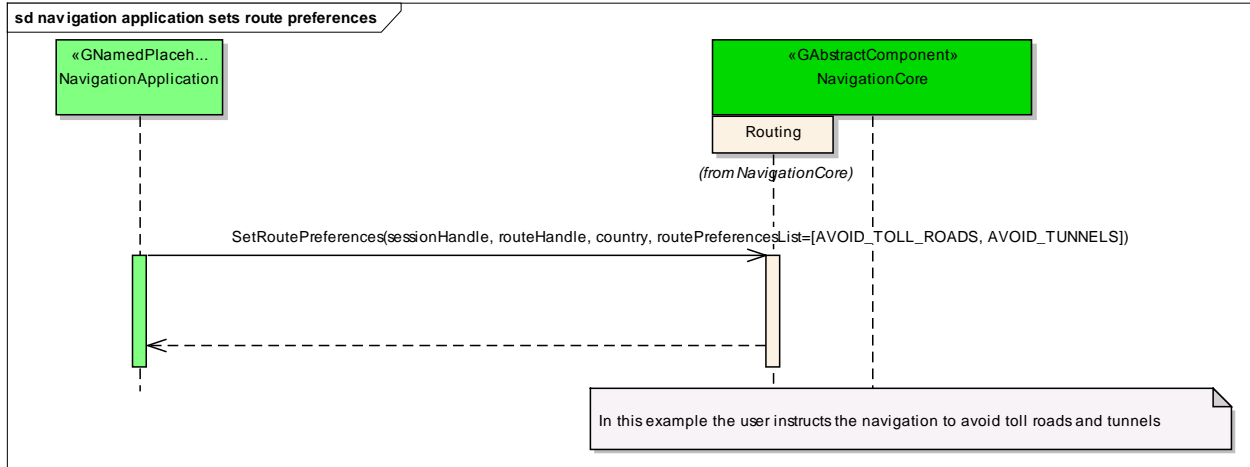 sd navigation application sets route preferences
«GNamedPlaceh...
NavigationApplication
«GAbstractComponent»
NavigationCore
Routing
(from NavigationCore)
SetRoutePreferences(sessionHandle, routeHandle, country, routePreferencesList=[AVOID_TOLL_ROADS, AVOID_TUNNELS])
In this example the user instructs the navigation to avoid toll roads and tunnels